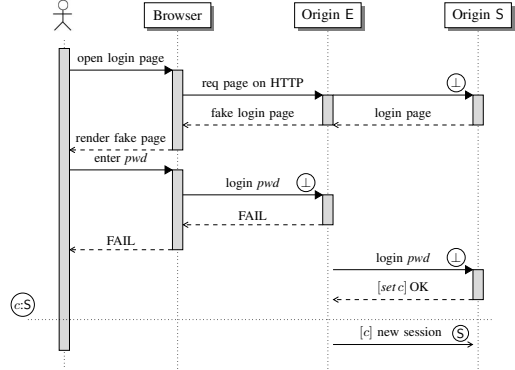 Browser
Origin E
Origin S
open login page
req page on HTTP
⊥
fake login page
login page
render fake page
enter pwd
login pwd
⊥
FAIL
FAIL
login pwd
⊥
[set c] OK
c:S
[c] new session
S